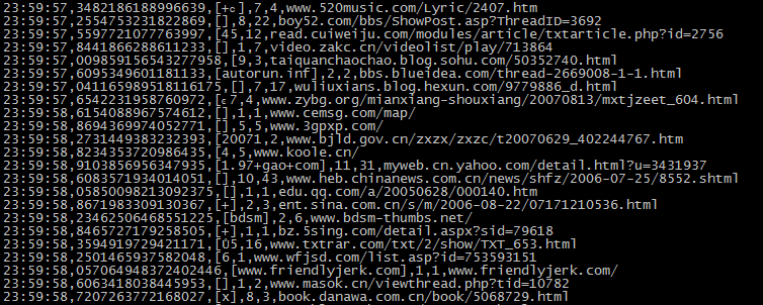 23:59:57,3482186188996639,[+c],7,4,www.520music.com/Lyric/2407.htm
23:59:57,2554753231822869,[],8,22,boy52.com/bbs/ShowPost.asp?ThreadID=3692
23:59:57,5597721077763997,[45,12,read.cuiweiju.com/modules/article/txtarticle.php?id=2756
23:59:57,8441866288611233,[],1,7,video.zakc.cn/videolist/play/713864
23:59:57,009859156543277958,[9,3,taiquanchaochao.blog.sohu.com/50352740.html
23:59:57,6095349601181133,[autorun.inf],2,2,bbs.blueidea.com/thread-2669008-1-1.html
23:59:57,041165989518116175,[],7,17,wuliuxians.blog.hexun.com/9779886_d.html
23:59:57,6542231958760972,[c7,4,www.zybg.org/mianxiang-shouxiang/20070813/mxtjzeet_604.html
23:59:58,6154088967574612,[],1,1,www.cemsg.com/map/
23:59:58,8694369974052771,[],5,5,www.3gpxp.com/
23:59:58,2731449383232393,[20071,2,www.bjld.gov.cn/zxzx/zxzc/t20070629_402244767.htm
23:59:58,8234353720986435,[4,5,www.koole.cn/
23:59:58,9103856956347935,[1.97+gao+com],11,31,myweb.cn.yahoo.com/detail.html?u=3431937
23:59:58,6083571934014051,[],10,43,www.heb.chinanews.com.cn/news/shfz/2006-07-25/8552.shtml
23:59:58,05850098213092375,[],1,1,edu.qq.com/a/20050628/000140.htm
23:59:58,8671983309130367,[+],2,3,ent.sina.com.cn/s/m/2006-08-22/07171210536.html
23:59:58,23462506468551225,[bdsm],2,6,www.bdsm-thumbs.net/
23:59:58,8465727179258505,[+],1,1,bz.5sing.com/detail.aspx?sid=79618
23:59:58,3594919729421171,[05,16,www.txtrar.com/txt/2/show/TXT_653.html
23:59:58,2501465937582048,[6,1,www.wfjsd.com/list.asp?id=753593151
23:59:58,057064948372402446,[www.friendlyjerk.com],1,1,www.friendlyjerk.com/
23:59:58,6063418038445953,[],1,2,www.masok.cn/viewthread.php?tid=10782
23:59:58,7207263772168027,[x],8,3,book.danawa.com.cn/book/5068729.html